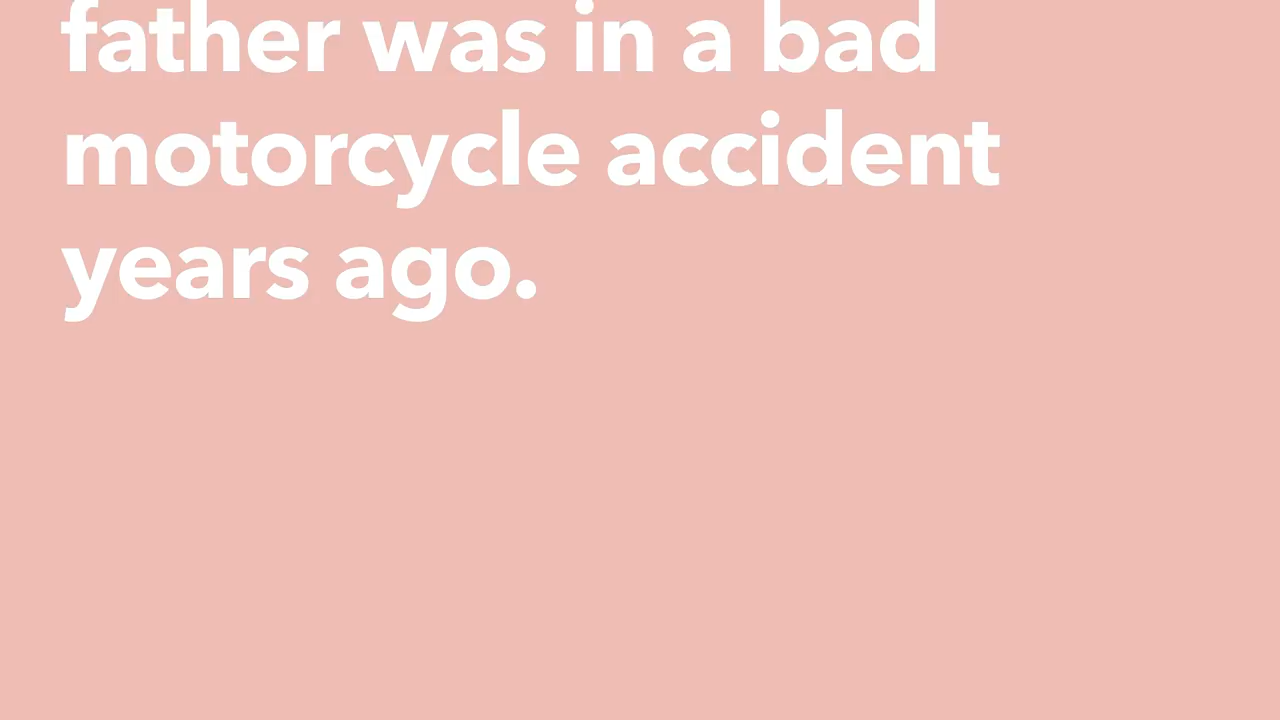 father was in a bad
motorcycle accident
years ago.